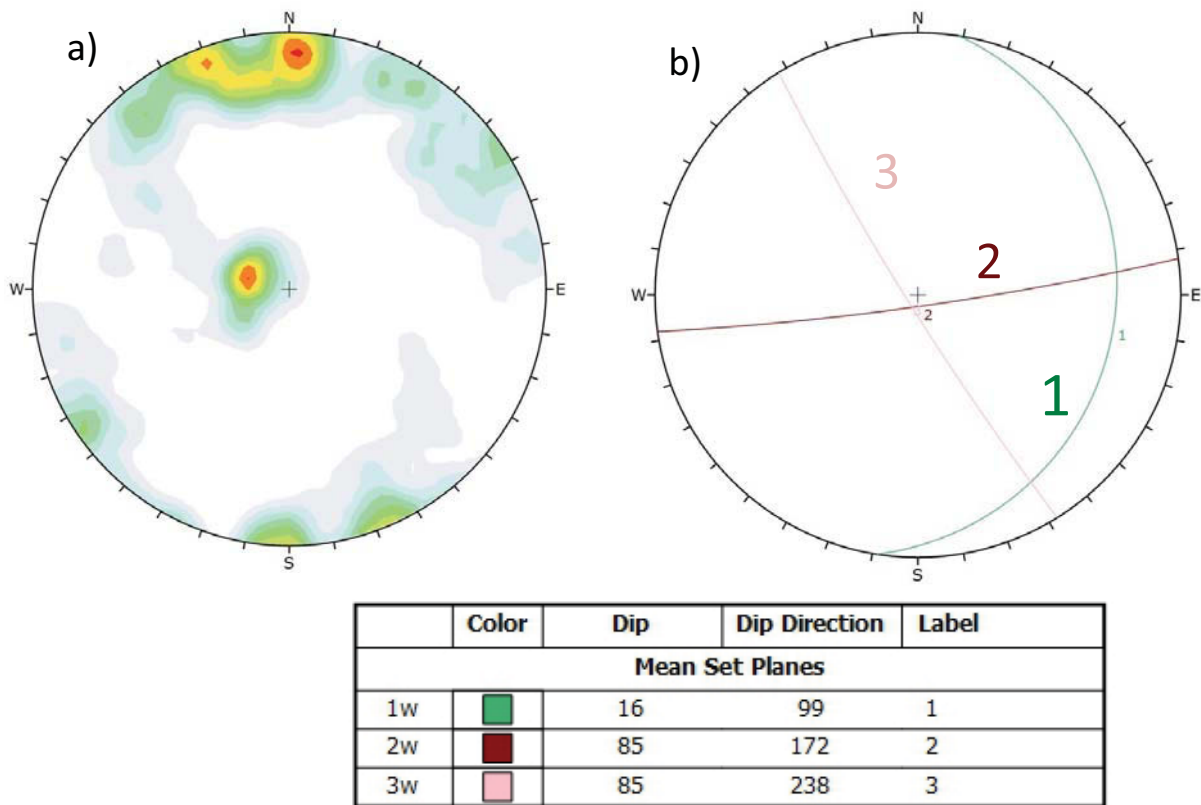 a)
N
W
E
S
b)
N
W
E
S
3
2
2
1
1
Color Dip Dip Direction Label
Mean Set Planes
1w 16 99 1
2w 85 172 2
3w 85 238 3